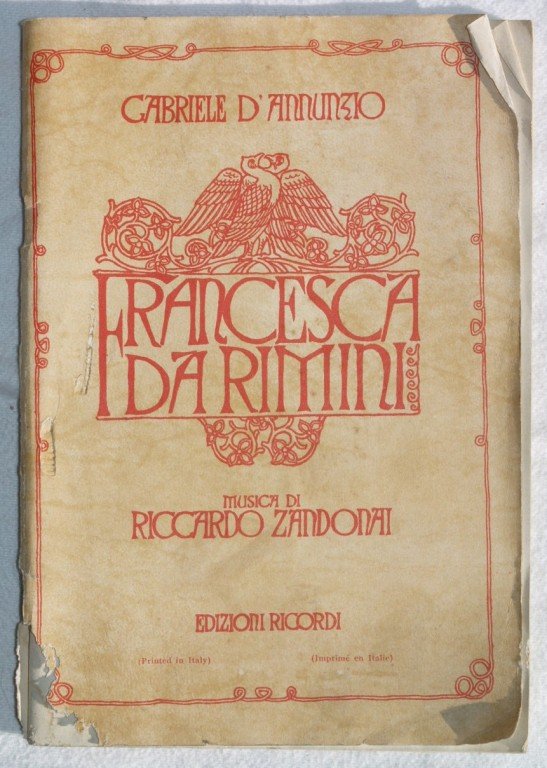 GABRIELE D'ANNUNZIO
FRANCESCA
DA RIMINI
MUSICA DI
RICCARDO ZANDONAI
EDIZIONI RICORDI
(Printed in Italy) (Imprimé en Italie)